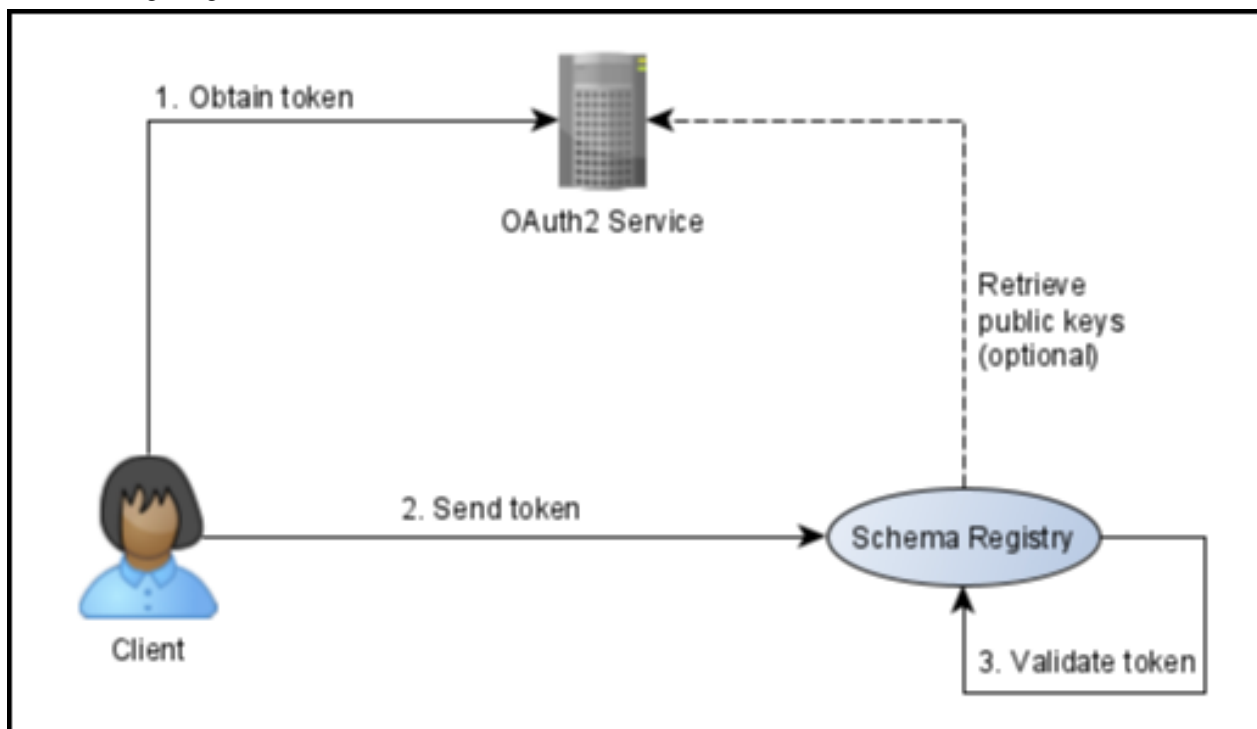 1. Obtain token
OAuth2 Service
Retrieve
public keys
(optional)
2. Send token
Schema Registry
Client
3. Validate token